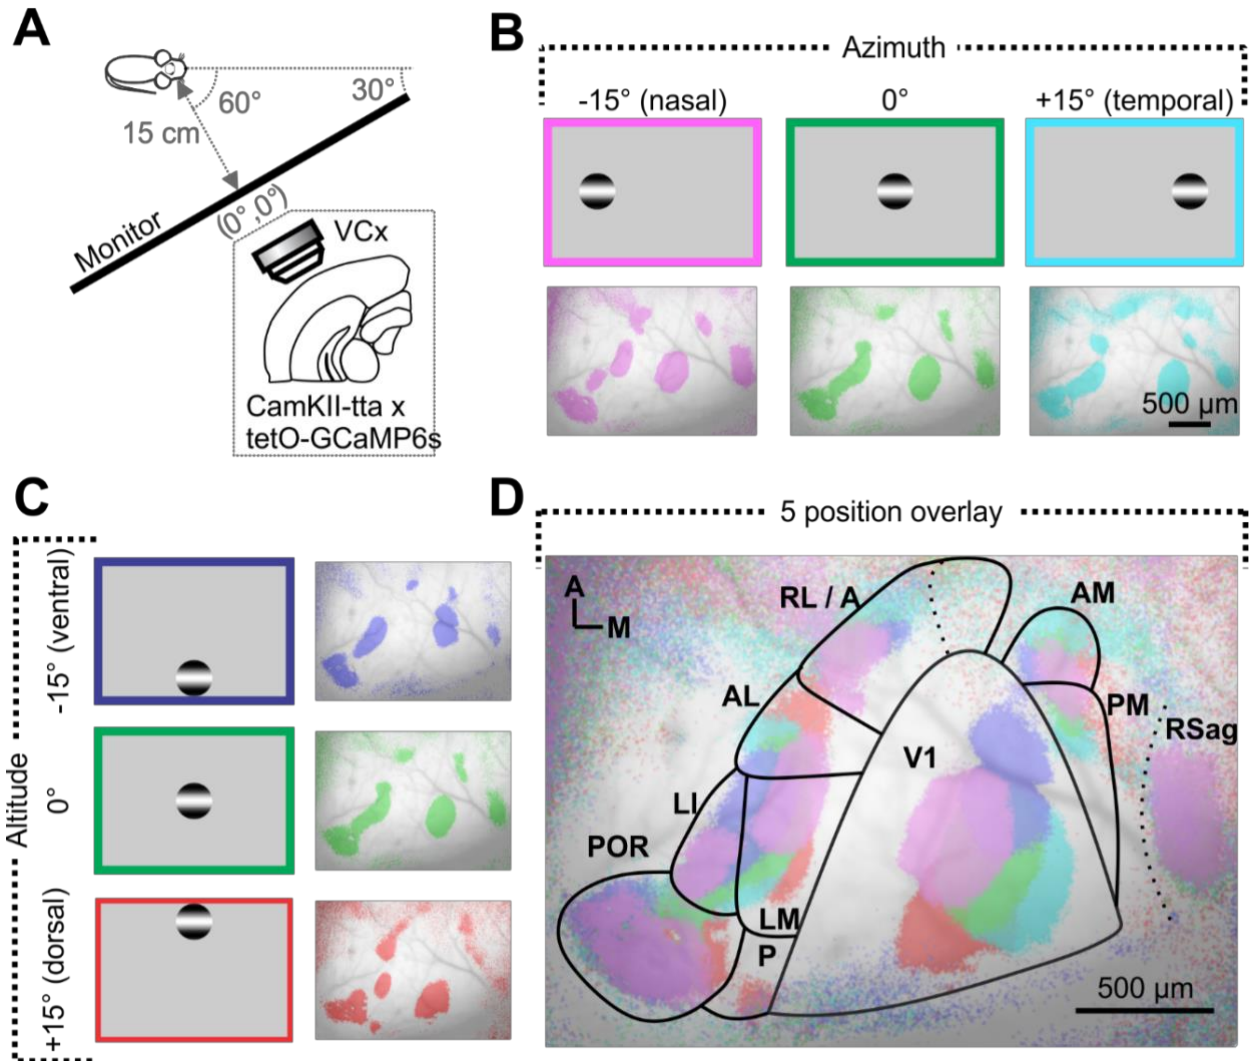 A
60°
30°
15 cm
(0°,0°)
Monitor
VCx
CamKII-tta x
tetO-GCaMP6s
B
Azimuth
-15° (nasal)
0°
+15° (temporal)
500 µm
C
Altitude
-15° (ventral)
0°
+15° (dorsal)
D
5 position overlay
A
M
RL / A
AM
AL
PM
RSag
V1
LI
POR
LM
P
500 µm